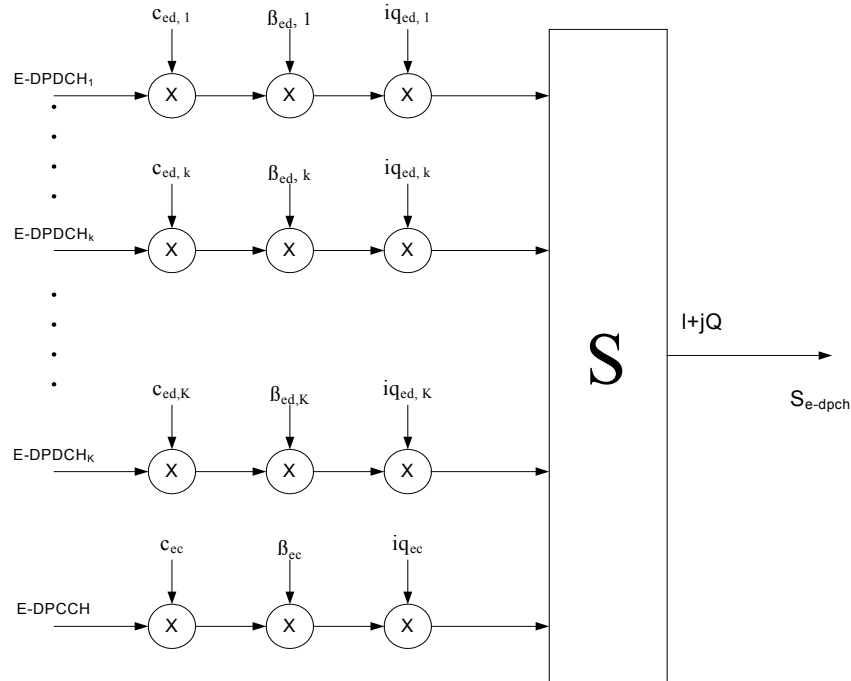 c_ed, 1 ß_ed, 1 iq_ed, 1
E-DPDCH_1 X X X
c_ed, k ß_ed, k iq_ed, k
E-DPDCH_k X X X
I+jQ
S
S_e-dpch
c_ed,K ß_ed,K iq_ed, K
E-DPDCH_K X X X
c_ec ß_ec iq_ec
E-DPCCH X X X